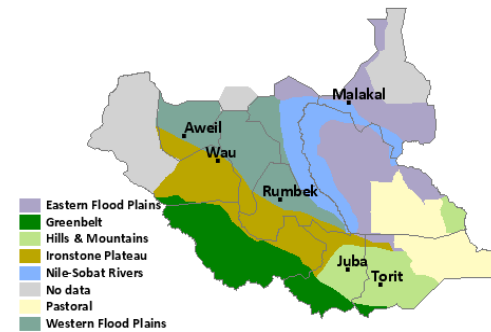 Malakal
Aweil
Wau
Rumbek
Juba
Torit
Eastern Flood Plains
Greenbelt
Hills & Mountains
Ironstone Plateau
Nile-Sobat Rivers
No data
Pastoral
Western Flood Plains